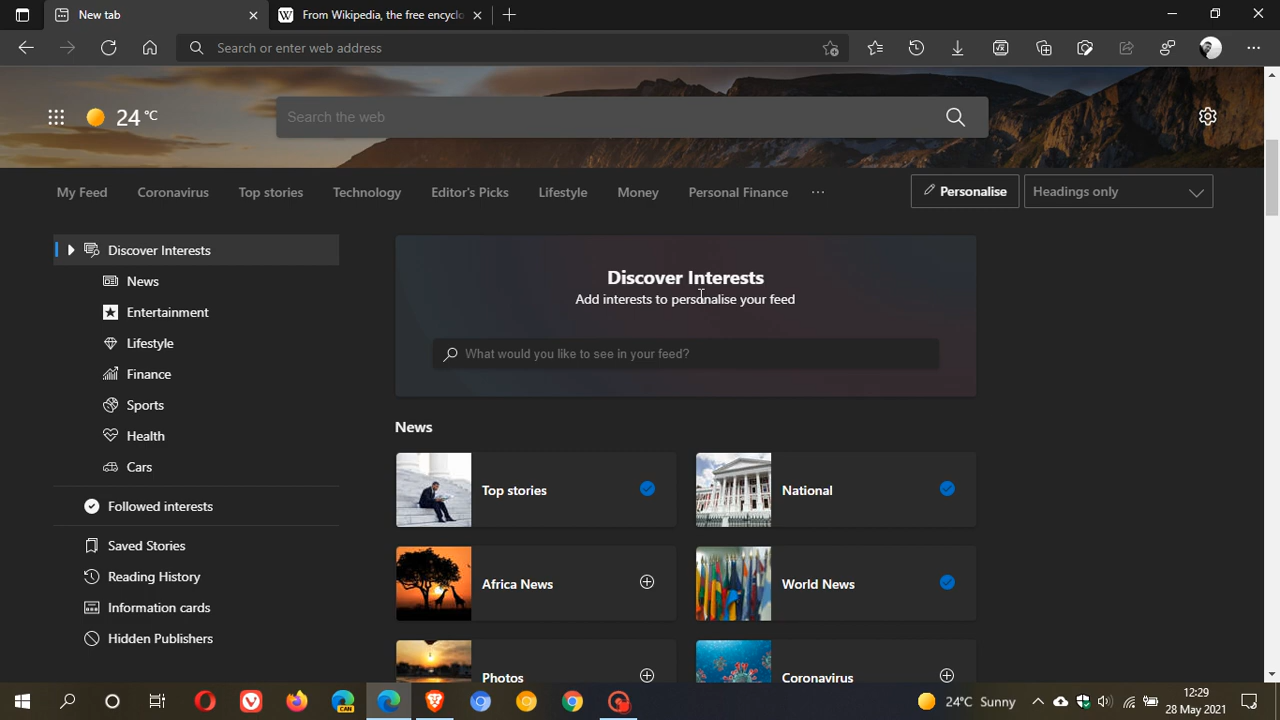 New tab
From Wikipedia, the free encyclo
Search or enter web address
24 °C
Search the web
My Feed
Coronavirus
Top stories
Technology
Editor's Picks
Lifestyle
Money
Personal Finance
Personalise
Headings only
Discover Interests
News
Entertainment
Lifestyle
Finance
Sports
Health
Cars
Followed interests
Saved Stories
Reading History
Information cards
Hidden Publishers
Discover Interests
Add interests to personalise your feed
What would you like to see in your feed?
News
Top stories
National
Africa News
World News
Photos
Coronavirus
CAN
24°C Sunny
12:29
28 May 2021